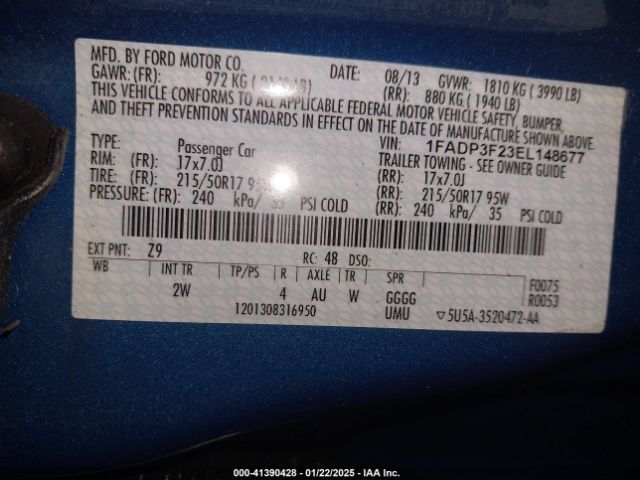 MFD. BY FORD MOTOR CO.
DATE: 08/13 GVWR: 1810 KG ( 3990 LB)
GAWR: (FR): 972 KG ( LB) (RR): 880 KG ( 1940 LB)
THIS VEHICLE CONFORMS TO ALL APPLICABLE FEDERAL MOTOR VEHICLE SAFETY, BUMPER,
AND THEFT PREVENTION STANDARDS IN EFFECT ON THE DATE OF MANUFACTURE SHOWN ABOVE.
VIN: 1FADP3F23EL148677
TYPE: Passenger Car TRAILER TOWING - SEE OWNER GUIDE
RIM: (FR): 17x7.0J (RR): 17x7.0J
TIRE: (FR): 215/50R17 95W (RR): 215/50R17 95W
PRESSURE: (FR): 240 kPa/ 35 PSI COLD (RR): 240 kPa/ 35 PSI COLD
EXT PNT: Z9 RC: 48 DSO:
WB INT TR TP/PS R AXLE TR SPR F0075
2W 4 AU W GGGG R0053
1201308316950 UMU ▽5U5A-3520472-AA
000-41390428 - 01/22/2025 - IAA Inc.